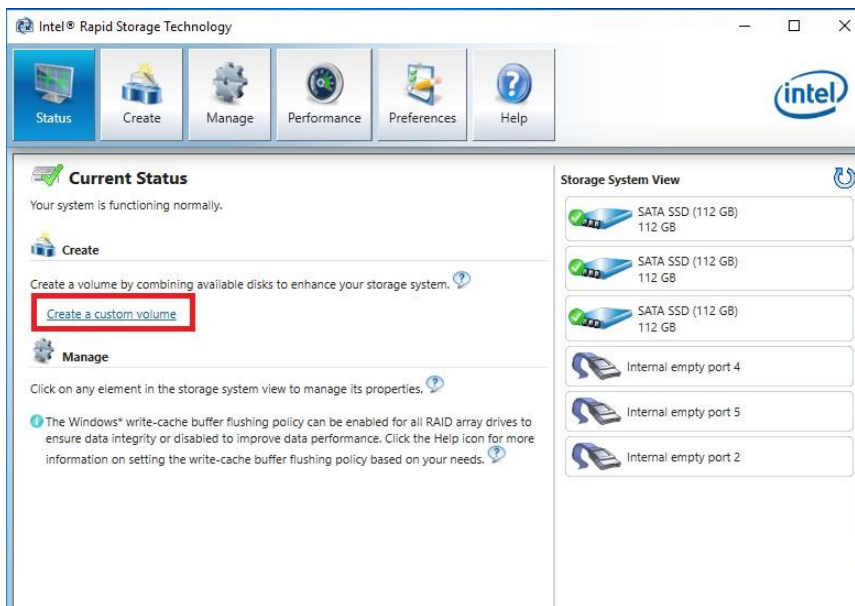 Intel® Rapid Storage Technology
Status
Create
Manage
Performance
Preferences
Help
intel
Current Status
Your system is functioning normally.
Create
Create a volume by combining available disks to enhance your storage system.
Create a custom volume
Manage
Click on any element in the storage system view to manage its properties.
The Windows* write-cache buffer flushing policy can be enabled for all RAID array drives to
ensure data integrity or disabled to improve data performance. Click the Help icon for more
information on setting the write-cache buffer flushing policy based on your needs.
Storage System View
SATA SSD (112 GB)
112 GB
SATA SSD (112 GB)
112 GB
SATA SSD (112 GB)
112 GB
Internal empty port 4
Internal empty port 5
Internal empty port 2